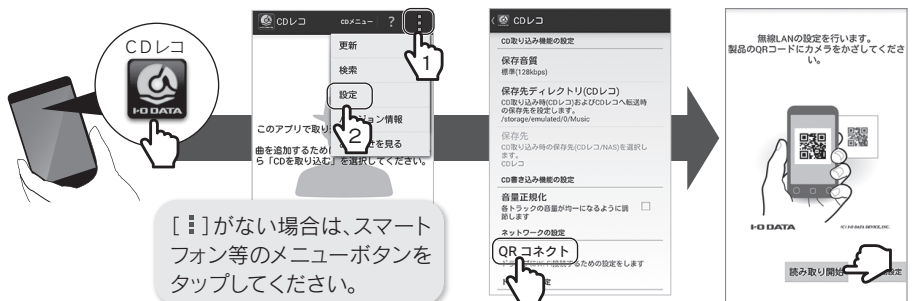 CDレコ
I-O DATA
CDレコ
CDメニュー
?
1
更新
検索
設定
ージョン情報
2
せを見る
このアプリで取り
曲を追加するため
ら「CDを取り込む」を選択してください。
[ ⋮ ]がない場合は、スマート
フォン等のメニューボタンを
タップしてください。
CDレコ
CD取り込み機能の設定
保存音質
標準(128kbps)
保存先ディレクトリ(CDレコ)
CD取り込み時(CDレコ)およびCDレコへ転送時
の保存先を設定します。
/storage/emulated/0/Music
保存先
CD取り込み時の保存先(CDレコ/NAS)を選択し
ます。
CDレコ
CD書き込み機能の設定
音量正規化
各トラックの音量が均一になるように調
節します
ネットワークの設定
QRコネクト
接続するための設定をします
無線LANの設定を行います。
製品のQRコードにカメラをかざしてくださ
い。
I-O DATA
(C) I-O DATA DEVICE, INC.
読み取り開始
設定